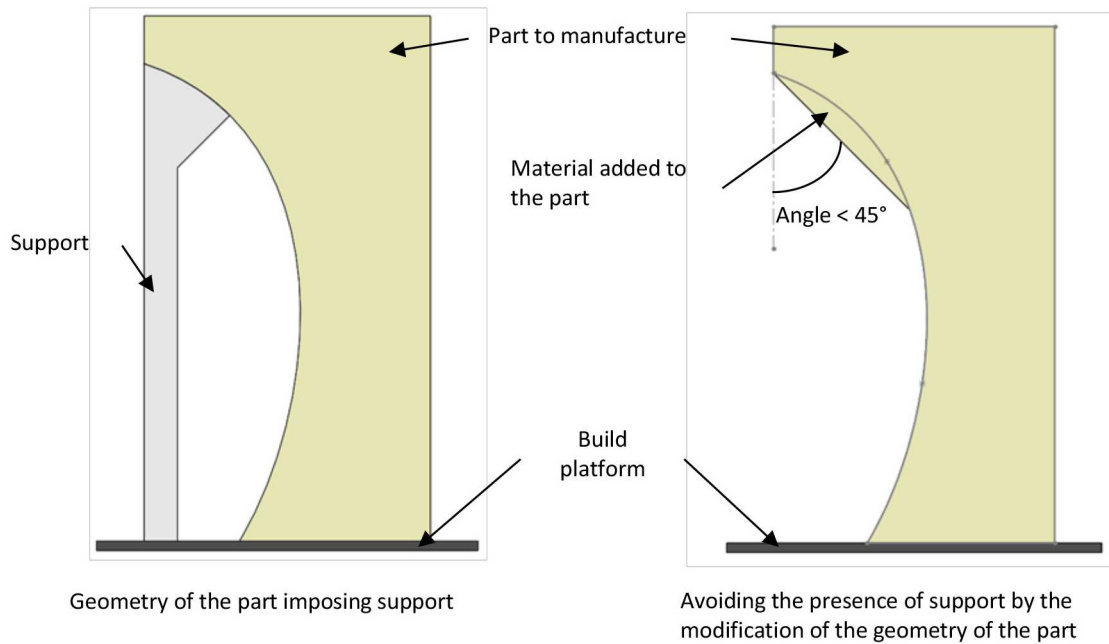 Part to manufacture
Material added to
the part
Angle < 45°
Support
Build
platform
Geometry of the part imposing support
Avoiding the presence of support by the
modification of the geometry of the part